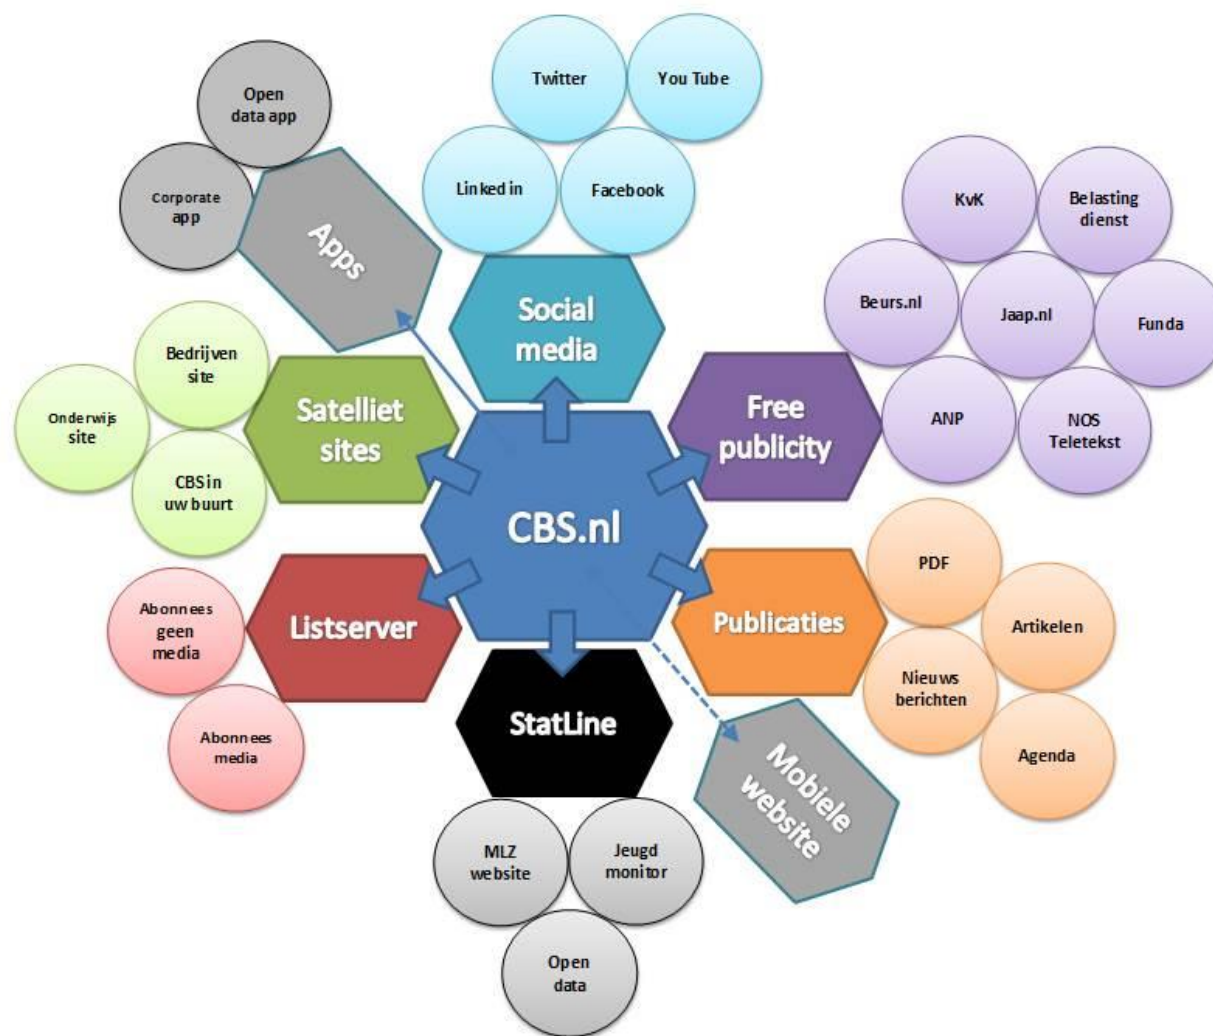 Open
data app
Corporate
app
Apps
Twitter
You Tube
Linked in
Facebook
Social
media
KvK
Belasting
dienst
Beurs.nl
Jaap.nl
Funda
ANP
NOS
Teletekst
Free
publicity
Bedrijven
site
Onderwijs
site
CBS in
uw buurt
Satelliet
sites
CBS.nl
PDF
Artikelen
Nieuws
berichten
Agenda
Publicaties
Abonnees
geen
media
Abonnees
media
Listserver
StatLine
Mobiele
website
MLZ
website
Jeugd
monitor
Open
data